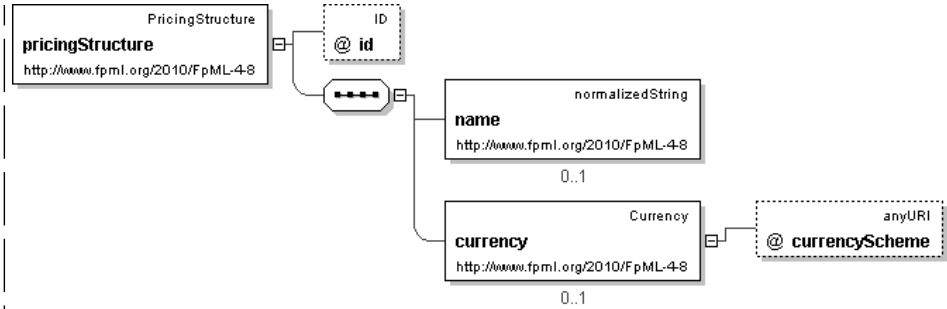 PricingStructure
pricingStructure
http://www.fpml.org/2010/FpML-4-8
ID
@ id
normalizedString
name
http://www.fpml.org/2010/FpML-4-8
0..1
Currency
currency
http://www.fpml.org/2010/FpML-4-8
0..1
anyURI
@ currencyScheme